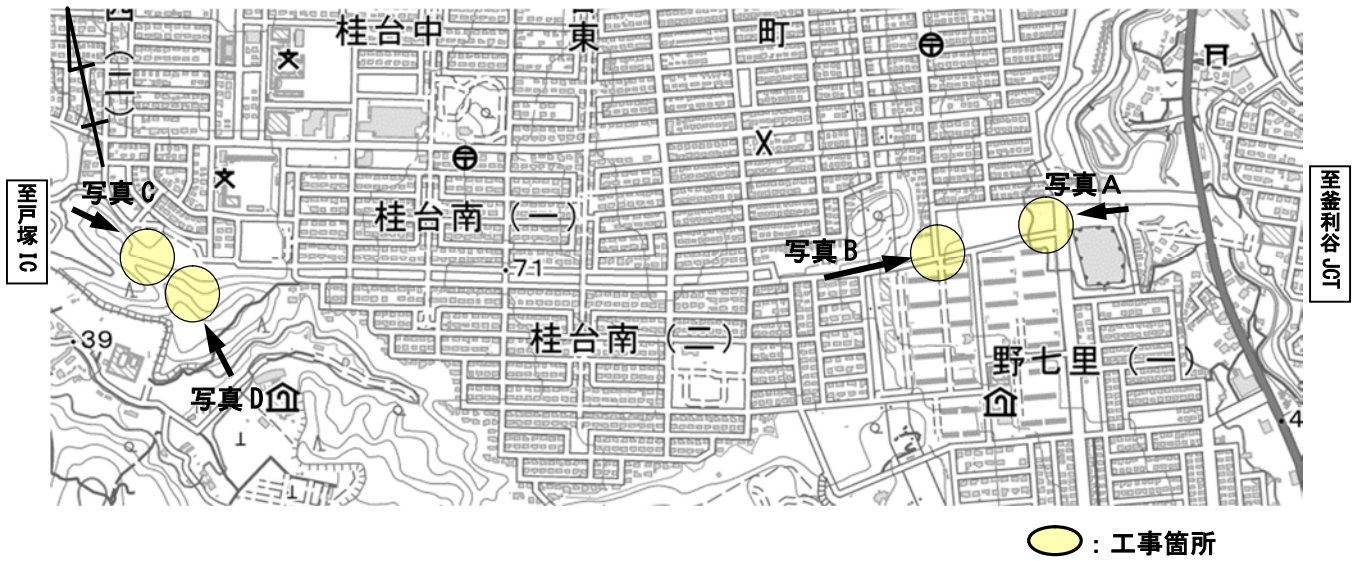 西(二)
桂台中
東
町
至戸塚IC
写真C
桂台南(一)
写真A
至釜利谷JCT
写真B
・71
桂台南(二)
・39
野七里(一)
写真D
・4
:工事箇所